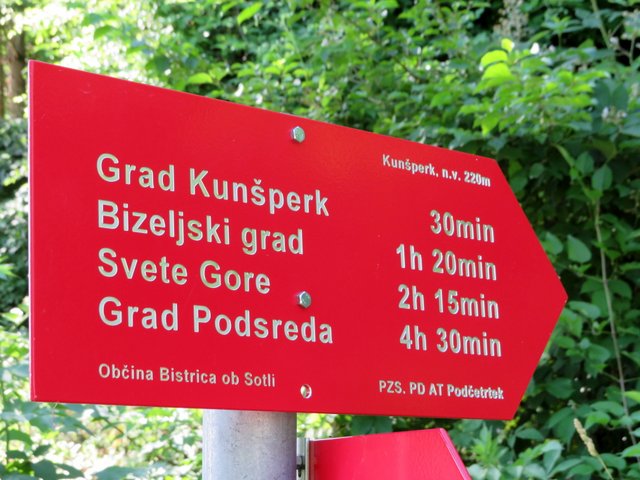 Kunšperk, n.v. 220m
Grad Kunšperk 30min
Bizeljski grad 1h 20min
Svete Gore 2h 15min
Grad Podsreda 4h 30min
Občina Bistrica ob Sotli PZS. PD AT Podčetrtek